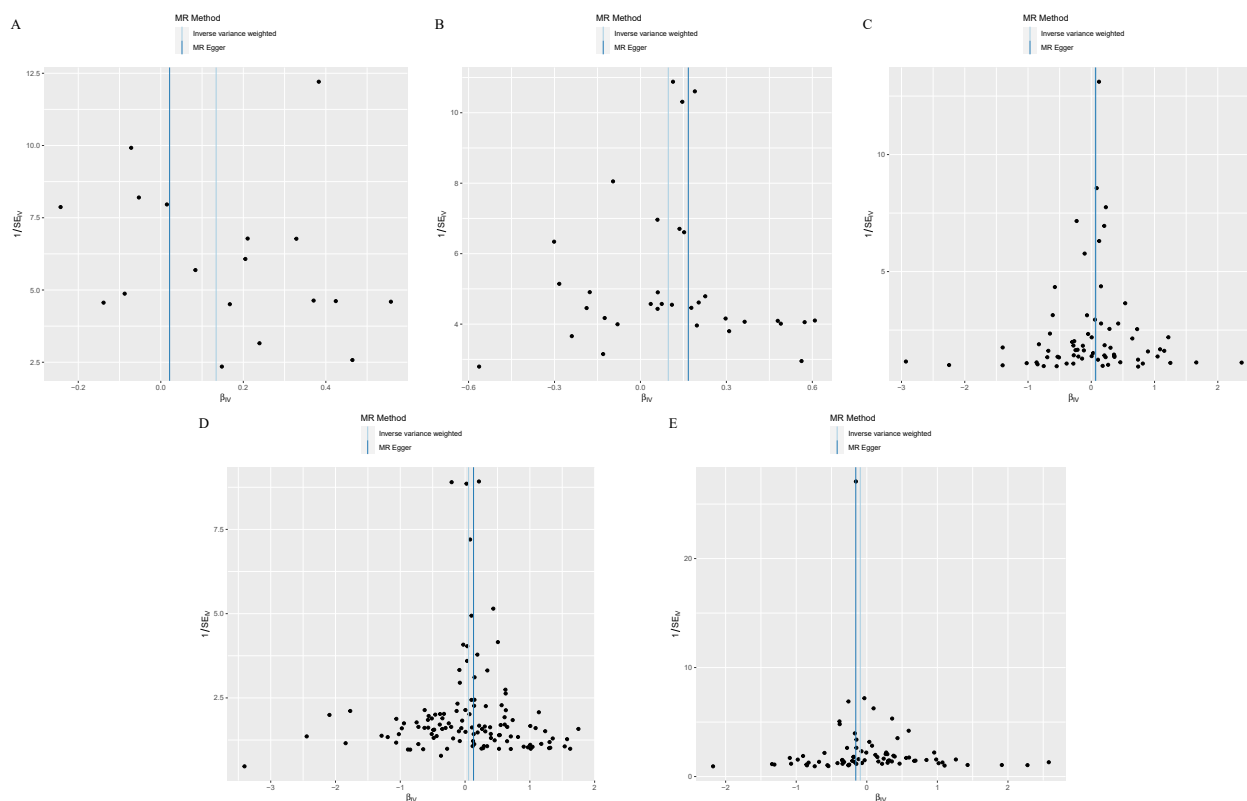 A
MR Method
Inverse variance weighted
MR Egger
12.5
10.0
7.5
5.0
2.5
1/SE_IV
−0.2
0.0
0.2
0.4
β_IV
B
MR Method
Inverse variance weighted
MR Egger
10
8
6
4
1/SE_IV
−0.6
−0.3
0.0
0.3
0.6
β_IV
C
MR Method
Inverse variance weighted
MR Egger
10
5
1/SE_IV
−3
−2
−1
0
1
2
β_IV
D
MR Method
Inverse variance weighted
MR Egger
7.5
5.0
2.5
1/SE_IV
−3
−2
−1
0
1
2
β_IV
E
MR Method
Inverse variance weighted
MR Egger
20
10
0
1/SE_IV
−2
−1
0
1
2
β_IV